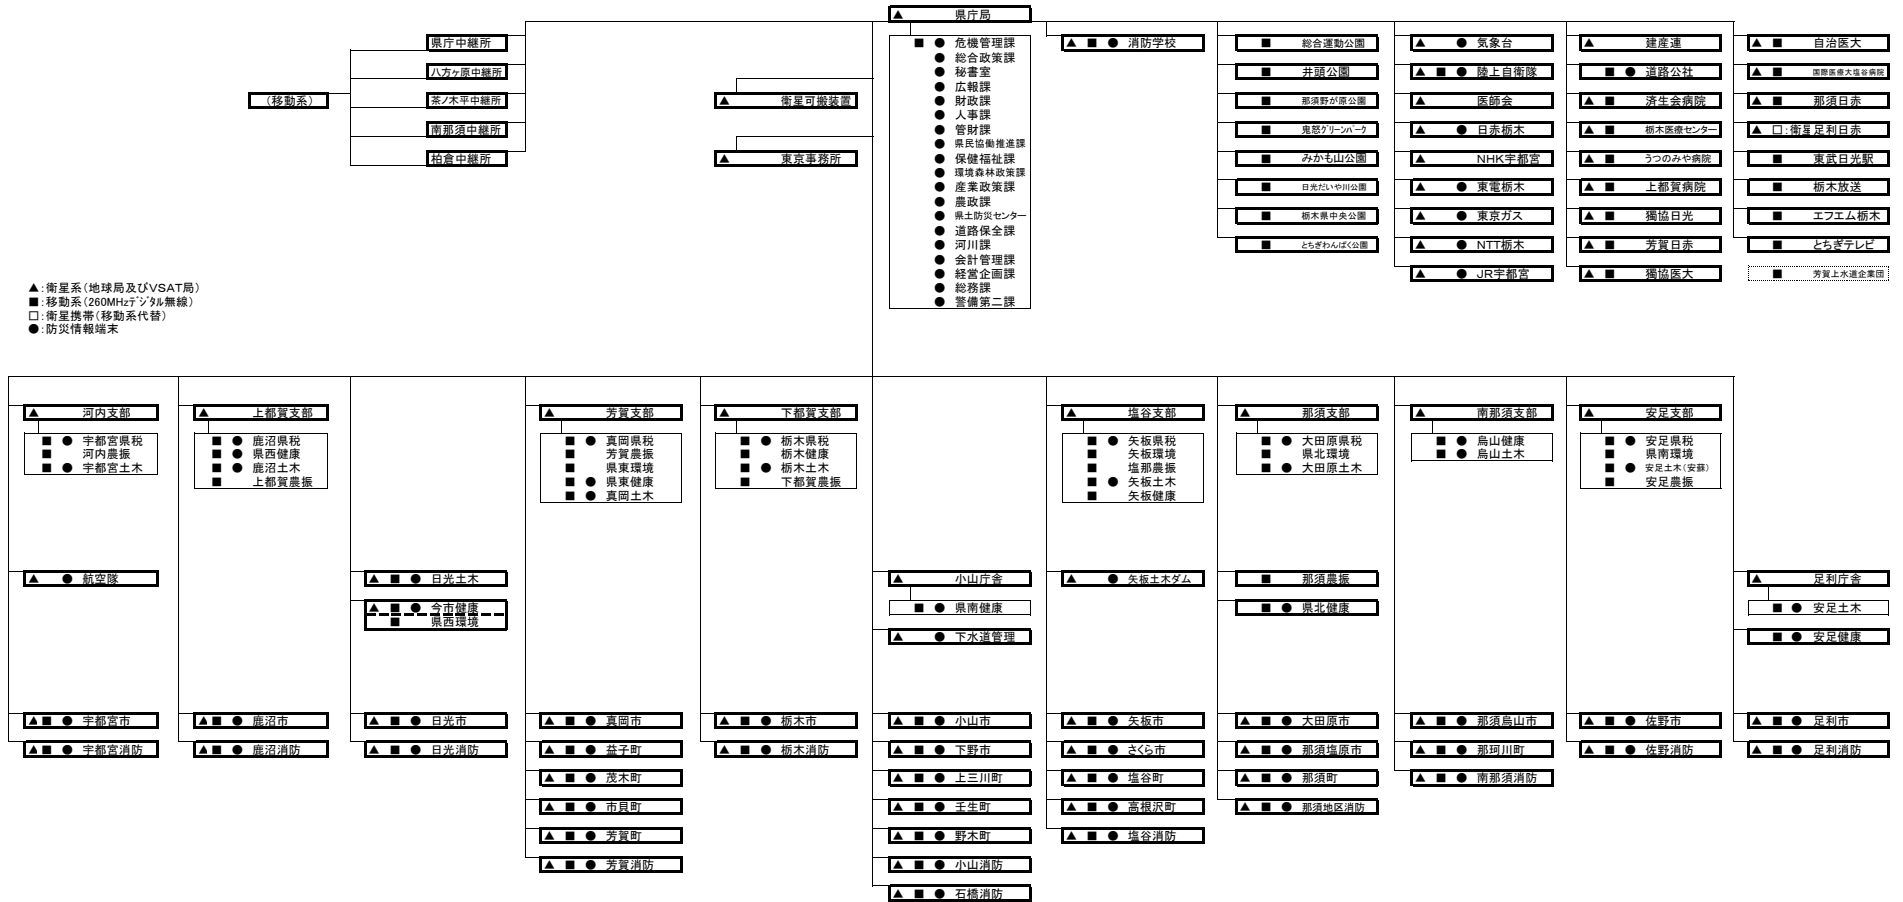 ▲ 県庁局
県庁中継所
八方ヶ原中継所
(移動系)
茶ノ木平中継所
南那須中継所
柏倉中継所
▲ 衛星可搬装置
▲ 東京事務所
■ ● 危機管理課
● 総合政策課
● 秘書室
● 広報課
● 財政課
● 人事課
● 管財課
● 県民協働推進課
● 保健福祉課
● 環境森林政策課
● 産業政策課
● 農政課
● 県土防災センター
● 道路保全課
● 河川課
● 会計管理課
● 経営企画課
● 総務課
● 警備第二課
▲ ■ ● 消防学校
■ 総合運動公園
■ 井頭公園
■ 那須野が原公園
■ 鬼怒グリーンパーク
■ みかも山公園
■ 日光だいや川公園
■ 栃木県中央公園
■ とちぎわんぱく公園
▲ ● 気象台
▲ ■ ● 陸上自衛隊
▲ 医師会
▲ ● 日赤栃木
▲ NHK宇都宮
▲ ● 東電栃木
▲ ● 東京ガス
▲ ● NTT栃木
▲ ● JR宇都宮
▲ 建産連
■ ● 道路公社
▲ ■ 済生会病院
▲ ■ 栃木医療センター
▲ ■ うつのみや病院
▲ ■ 上都賀病院
▲ ■ 獨協日光
▲ ■ 芳賀日赤
▲ ■ 獨協医大
▲ ■ 自治医大
▲ ■ 国際医療大塩谷病院
▲ ■ 那須日赤
▲ □:衛星足利日赤
■ 東武日光駅
■ 栃木放送
■ エフエム栃木
■ とちぎテレビ
■ 芳賀上水道企業団
▲:衛星系(地球局及びVSAT局)
■:移動系(260MHzデジタル無線)
□:衛星携帯(移動系代替)
●:防災情報端末
▲ 河内支部
■ ● 宇都宮県税
■ 河内農振
■ ● 宇都宮土木
▲ ● 航空隊
▲ ■ ● 宇都宮市
▲ ■ ● 宇都宮消防
▲ 上都賀支部
■ ● 鹿沼県税
■ ● 県西健康
■ ● 鹿沼土木
■ 上都賀農振
▲ ■ ● 鹿沼市
▲ ■ ● 鹿沼消防
▲ ■ ● 日光土木
▲ ■ ● 今市健康
■ 県西環境
▲ ■ ● 日光市
▲ ■ ● 日光消防
▲ 芳賀支部
■ ● 真岡県税
■ 芳賀農振
■ 県東環境
■ ● 県東健康
■ ● 真岡土木
▲ ■ ● 真岡市
▲ ■ ● 益子町
▲ ■ ● 茂木町
▲ ■ ● 市貝町
▲ ■ ● 芳賀町
▲ ■ ● 芳賀消防
▲ 下都賀支部
■ ● 栃木県税
■ 栃木健康
■ ● 栃木土木
■ 下都賀農振
▲ ■ ● 栃木市
▲ ■ ● 栃木消防
▲ 小山庁舎
■ ● 県南健康
▲ ● 下水道管理
▲ ■ ● 小山市
▲ ■ ● 下野市
▲ ■ ● 上三川町
▲ ■ ● 壬生町
▲ ■ ● 野木町
▲ ■ ● 小山消防
▲ ■ ● 石橋消防
▲ 塩谷支部
■ ● 矢板県税
■ 矢板環境
■ 塩那農振
■ ● 矢板土木
■ 矢板健康
▲ ● 矢板土木ダム
▲ ■ ● 矢板市
▲ ■ ● さくら市
▲ ■ ● 塩谷町
▲ ■ ● 高根沢町
▲ ■ ● 塩谷消防
▲ 那須支部
■ ● 大田原県税
■ 県北環境
■ ● 大田原土木
■ 那須農振
■ ● 県北健康
▲ ■ ● 大田原市
▲ ■ ● 那須塩原市
▲ ■ ● 那須町
▲ ■ ● 那須地区消防
▲ 南那須支部
■ ● 烏山健康
■ ● 烏山土木
▲ ■ ● 那須烏山市
▲ ■ ● 那珂川町
▲ ■ ● 南那須消防
▲ 安足支部
■ ● 安足県税
■ 県南環境
■ ● 安足土木(安蘇)
■ 安足農振
▲ ■ ● 佐野市
▲ ■ ● 佐野消防
▲ 足利庁舎
■ ● 安足土木
■ ● 安足健康
▲ ■ ● 足利市
▲ ■ ● 足利消防